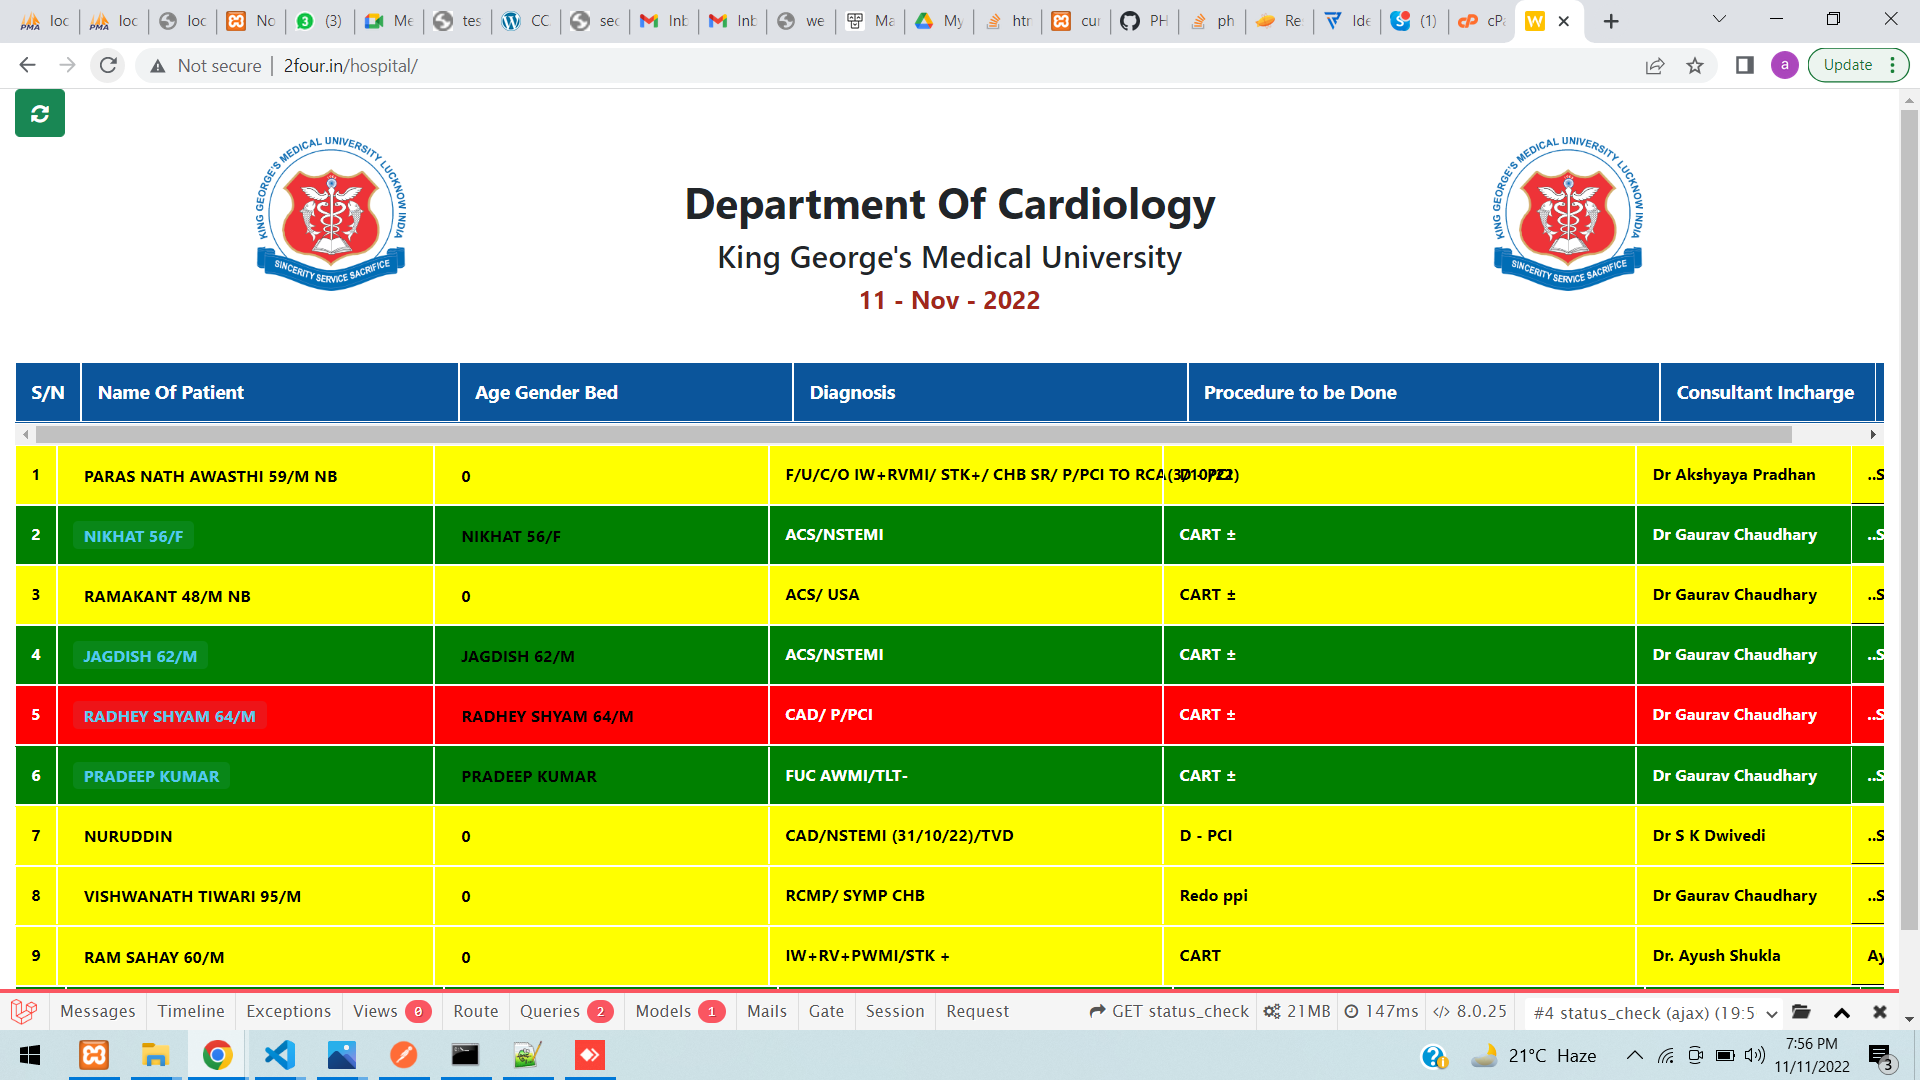 loc
loc
loc
No
(3)
Me
tes
CC
sec
Inb
Inb
we
Ma
My
htm
cur
PH
ph
Re
Ide
(1)
cPa
W
Not secure | 2four.in/hospital/
a
Update
KING GEORGE'S MEDICAL UNIVERSITY LUCKNOW INDIA
SINCERITY SERVICE SACRIFICE
Department Of Cardiology
King George's Medical University
11 - Nov - 2022
KING GEORGE'S MEDICAL UNIVERSITY LUCKNOW INDIA
SINCERITY SERVICE SACRIFICE
S/N Name Of Patient Age Gender Bed Diagnosis Procedure to be Done Consultant Incharge
1 PARAS NATH AWASTHI 59/M NB 0 F/U/C/O IW+RVMI/ STK+/ CHB SR/ P/PCI TO RCA(3/10/22) D - PCI Dr Akshyaya Pradhan ..S
2 NIKHAT 56/F NIKHAT 56/F ACS/NSTEMI CART ± Dr Gaurav Chaudhary ..S
3 RAMAKANT 48/M NB 0 ACS/ USA CART ± Dr Gaurav Chaudhary ..S
4 JAGDISH 62/M JAGDISH 62/M ACS/NSTEMI CART ± Dr Gaurav Chaudhary ..S
5 RADHEY SHYAM 64/M RADHEY SHYAM 64/M CAD/ P/PCI CART ± Dr Gaurav Chaudhary ..S
6 PRADEEP KUMAR PRADEEP KUMAR FUC AWMI/TLT- CART ± Dr Gaurav Chaudhary ..S
7 NURUDDIN 0 CAD/NSTEMI (31/10/22)/TVD D - PCI Dr S K Dwivedi ..S
8 VISHWANATH TIWARI 95/M 0 RCMP/ SYMP CHB Redo ppi Dr Gaurav Chaudhary ..S
9 RAM SAHAY 60/M 0 IW+RV+PWMI/STK + CART Dr. Ayush Shukla Ay
Messages Timeline Exceptions Views 0 Route Queries 2 Models 1 Mails Gate Session Request GET status_check 21MB 147ms 8.0.25 #4 status_check (ajax) (19:5
21°C Haze
7:56 PM
11/11/2022
3